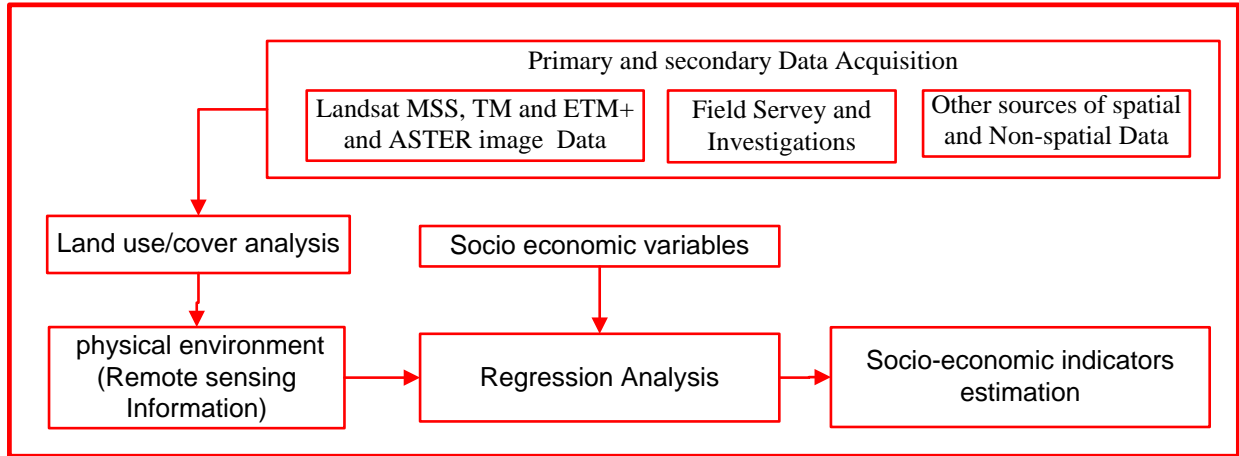 Primary and secondary Data Acquisition
Landsat MSS, TM and ETM+
and ASTER image Data
Field Servey and
Investigations
Other sources of spatial
and Non-spatial Data
Land use/cover analysis
Socio economic variables
physical environment
(Remote sensing
Information)
Regression Analysis
Socio-economic indicators
estimation